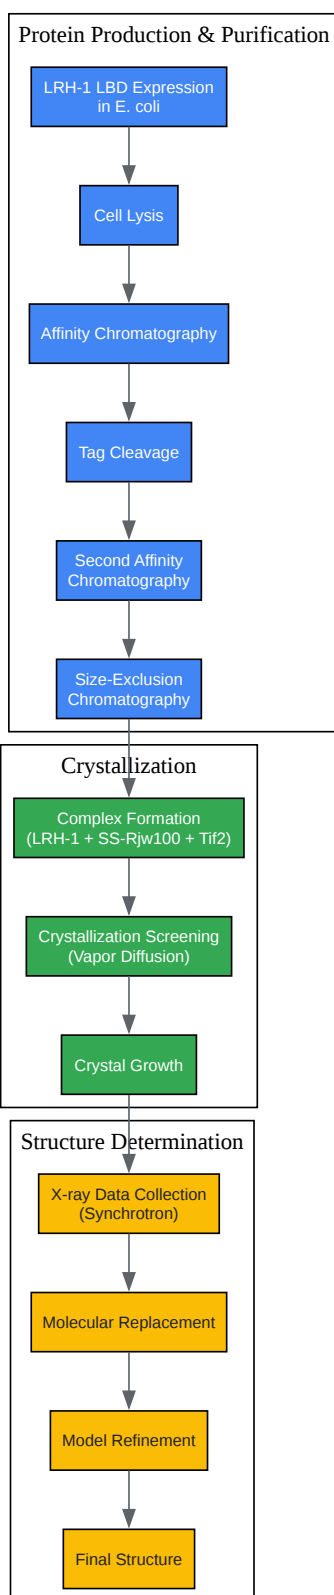 Protein Production & Purification
LRH-1 LBD Expression
in E. coli
Cell Lysis
Affinity Chromatography
Tag Cleavage
Second Affinity
Chromatography
Size-Exclusion
Chromatography
Crystallization
Complex Formation
(LRH-1 + SS-Rjw100 + Tif2)
Crystallization Screening
(Vapor Diffusion)
Crystal Growth
Structure Determination
X-ray Data Collection
(Synchrotron)
Molecular Replacement
Model Refinement
Final Structure